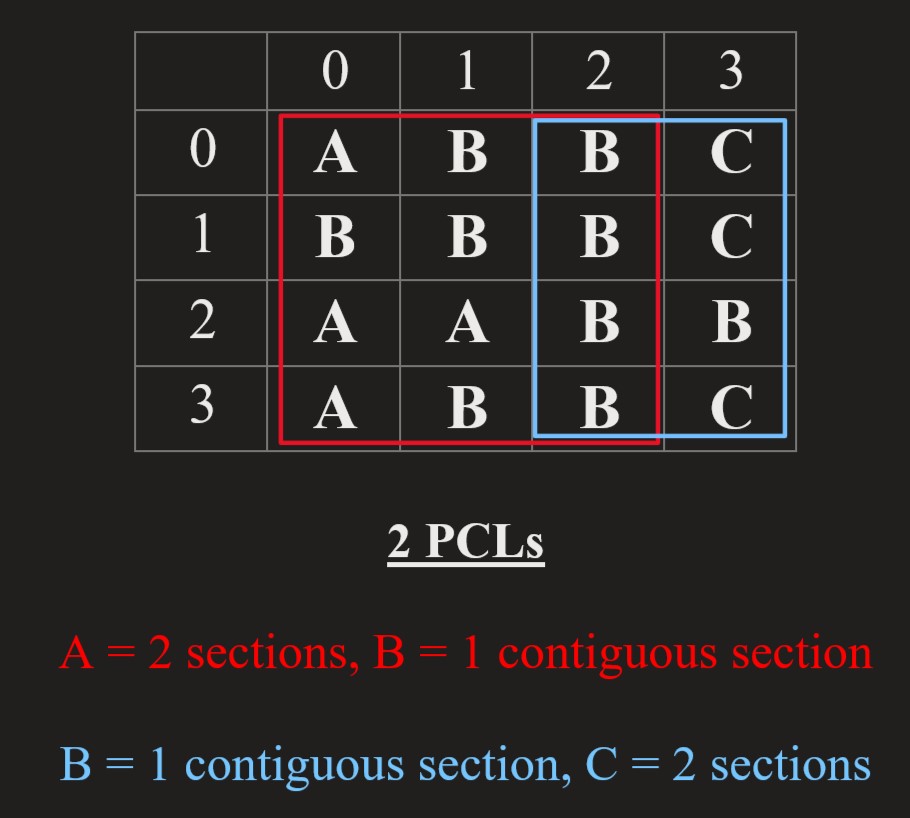 0 1 2 3
0 A B B C
1 B B B C
2 A A B B
3 A B B C
2 PCLs
A = 2 sections, B = 1 contiguous section
B = 1 contiguous section, C = 2 sections